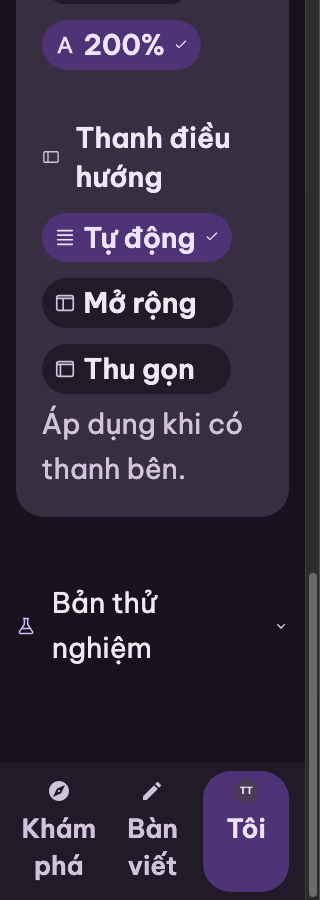 A 200%
Thanh điều
hướng
Tự động
Mở rộng
Thu gọn
Áp dụng khi có
thanh bên.
Bản thử
nghiệm
TT
Khám
phá
Bàn
viết
Tôi